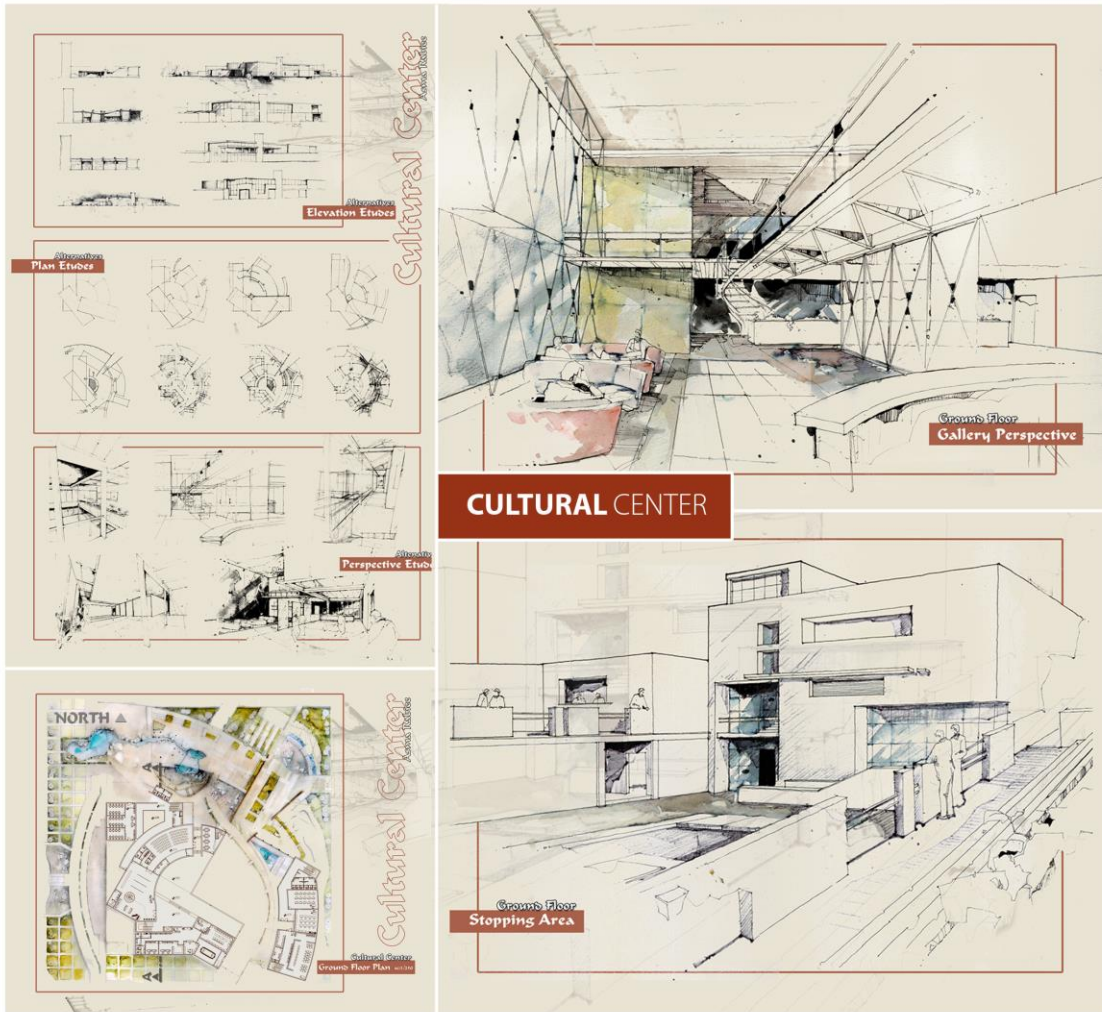 Cultural Center
Alternatives
Elevation Etudes
Alternatives
Plan Etudes
Perspective
Ground Floor
Gallery Perspective
CULTURAL CENTER
NORTH
Cultural Center
Cultural Center
Ground Floor Plan
Ground Floor
Stopping Area